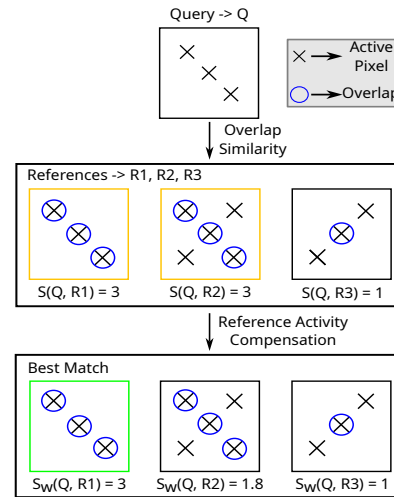 Query -> Q
Active
Pixel
Overlap
Overlap
Similarity
References -> R1, R2, R3
S(Q, R1) = 3
S(Q, R2) = 3
S(Q, R3) = 1
Reference Activity
Compensation
Best Match
Sw(Q, R1) = 3
Sw(Q, R2) = 1.8
Sw(Q, R3) = 1